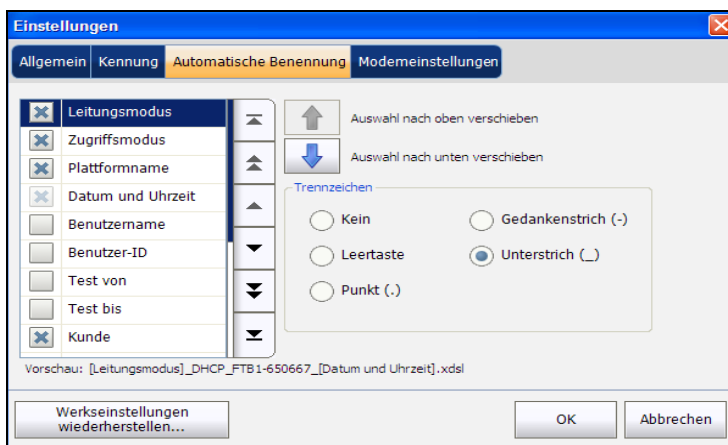 Einstellungen
Allgemein Kennung Automatische Benennung Modemeinstellungen
Leitungsmodus
Zugriffsmodus
Plattformname
Datum und Uhrzeit
Benutzername
Benutzer-ID
Test von
Test bis
Kunde
Auswahl nach oben verschieben
Auswahl nach unten verschieben
Trennzeichen
Kein
Gedankenstrich (-)
Leertaste
Unterstrich (_)
Punkt (.)
Vorschau: [Leitungsmodus]_DHCP_FTB1-650667_[Datum und Uhrzeit].xdsl
Werkseinstellungen
wiederherstellen...
OK
Abbrechen